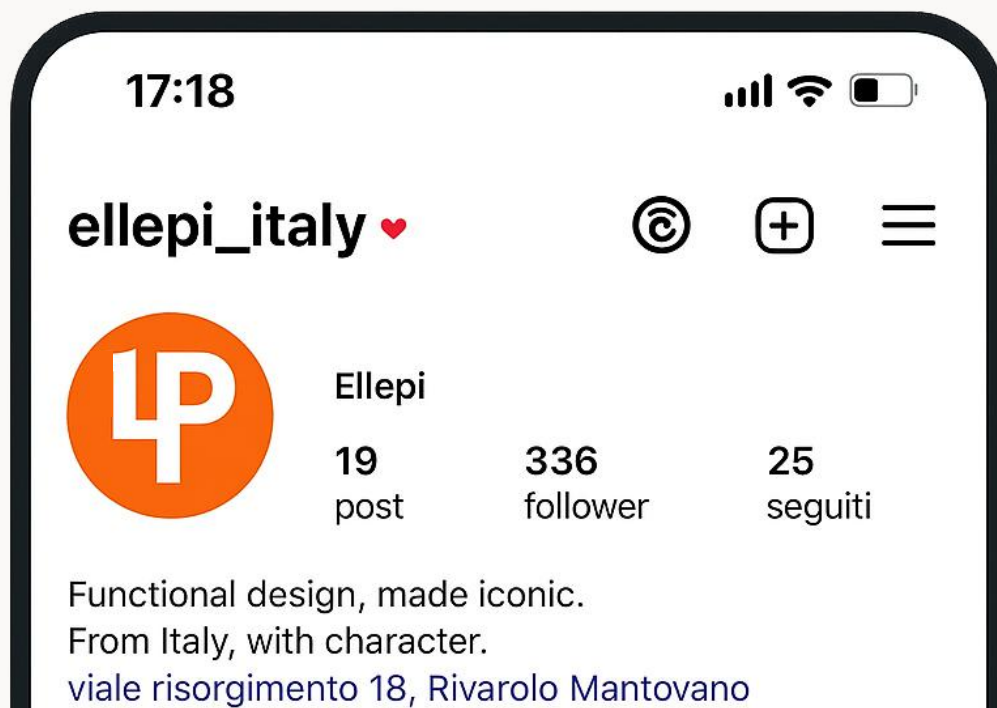 17:18
ellepi_italy
LP
Ellepi
19 336 25
post follower seguiti
Functional design, made iconic.
From Italy, with character.
viale risorgimento 18, Rivarolo Mantovano